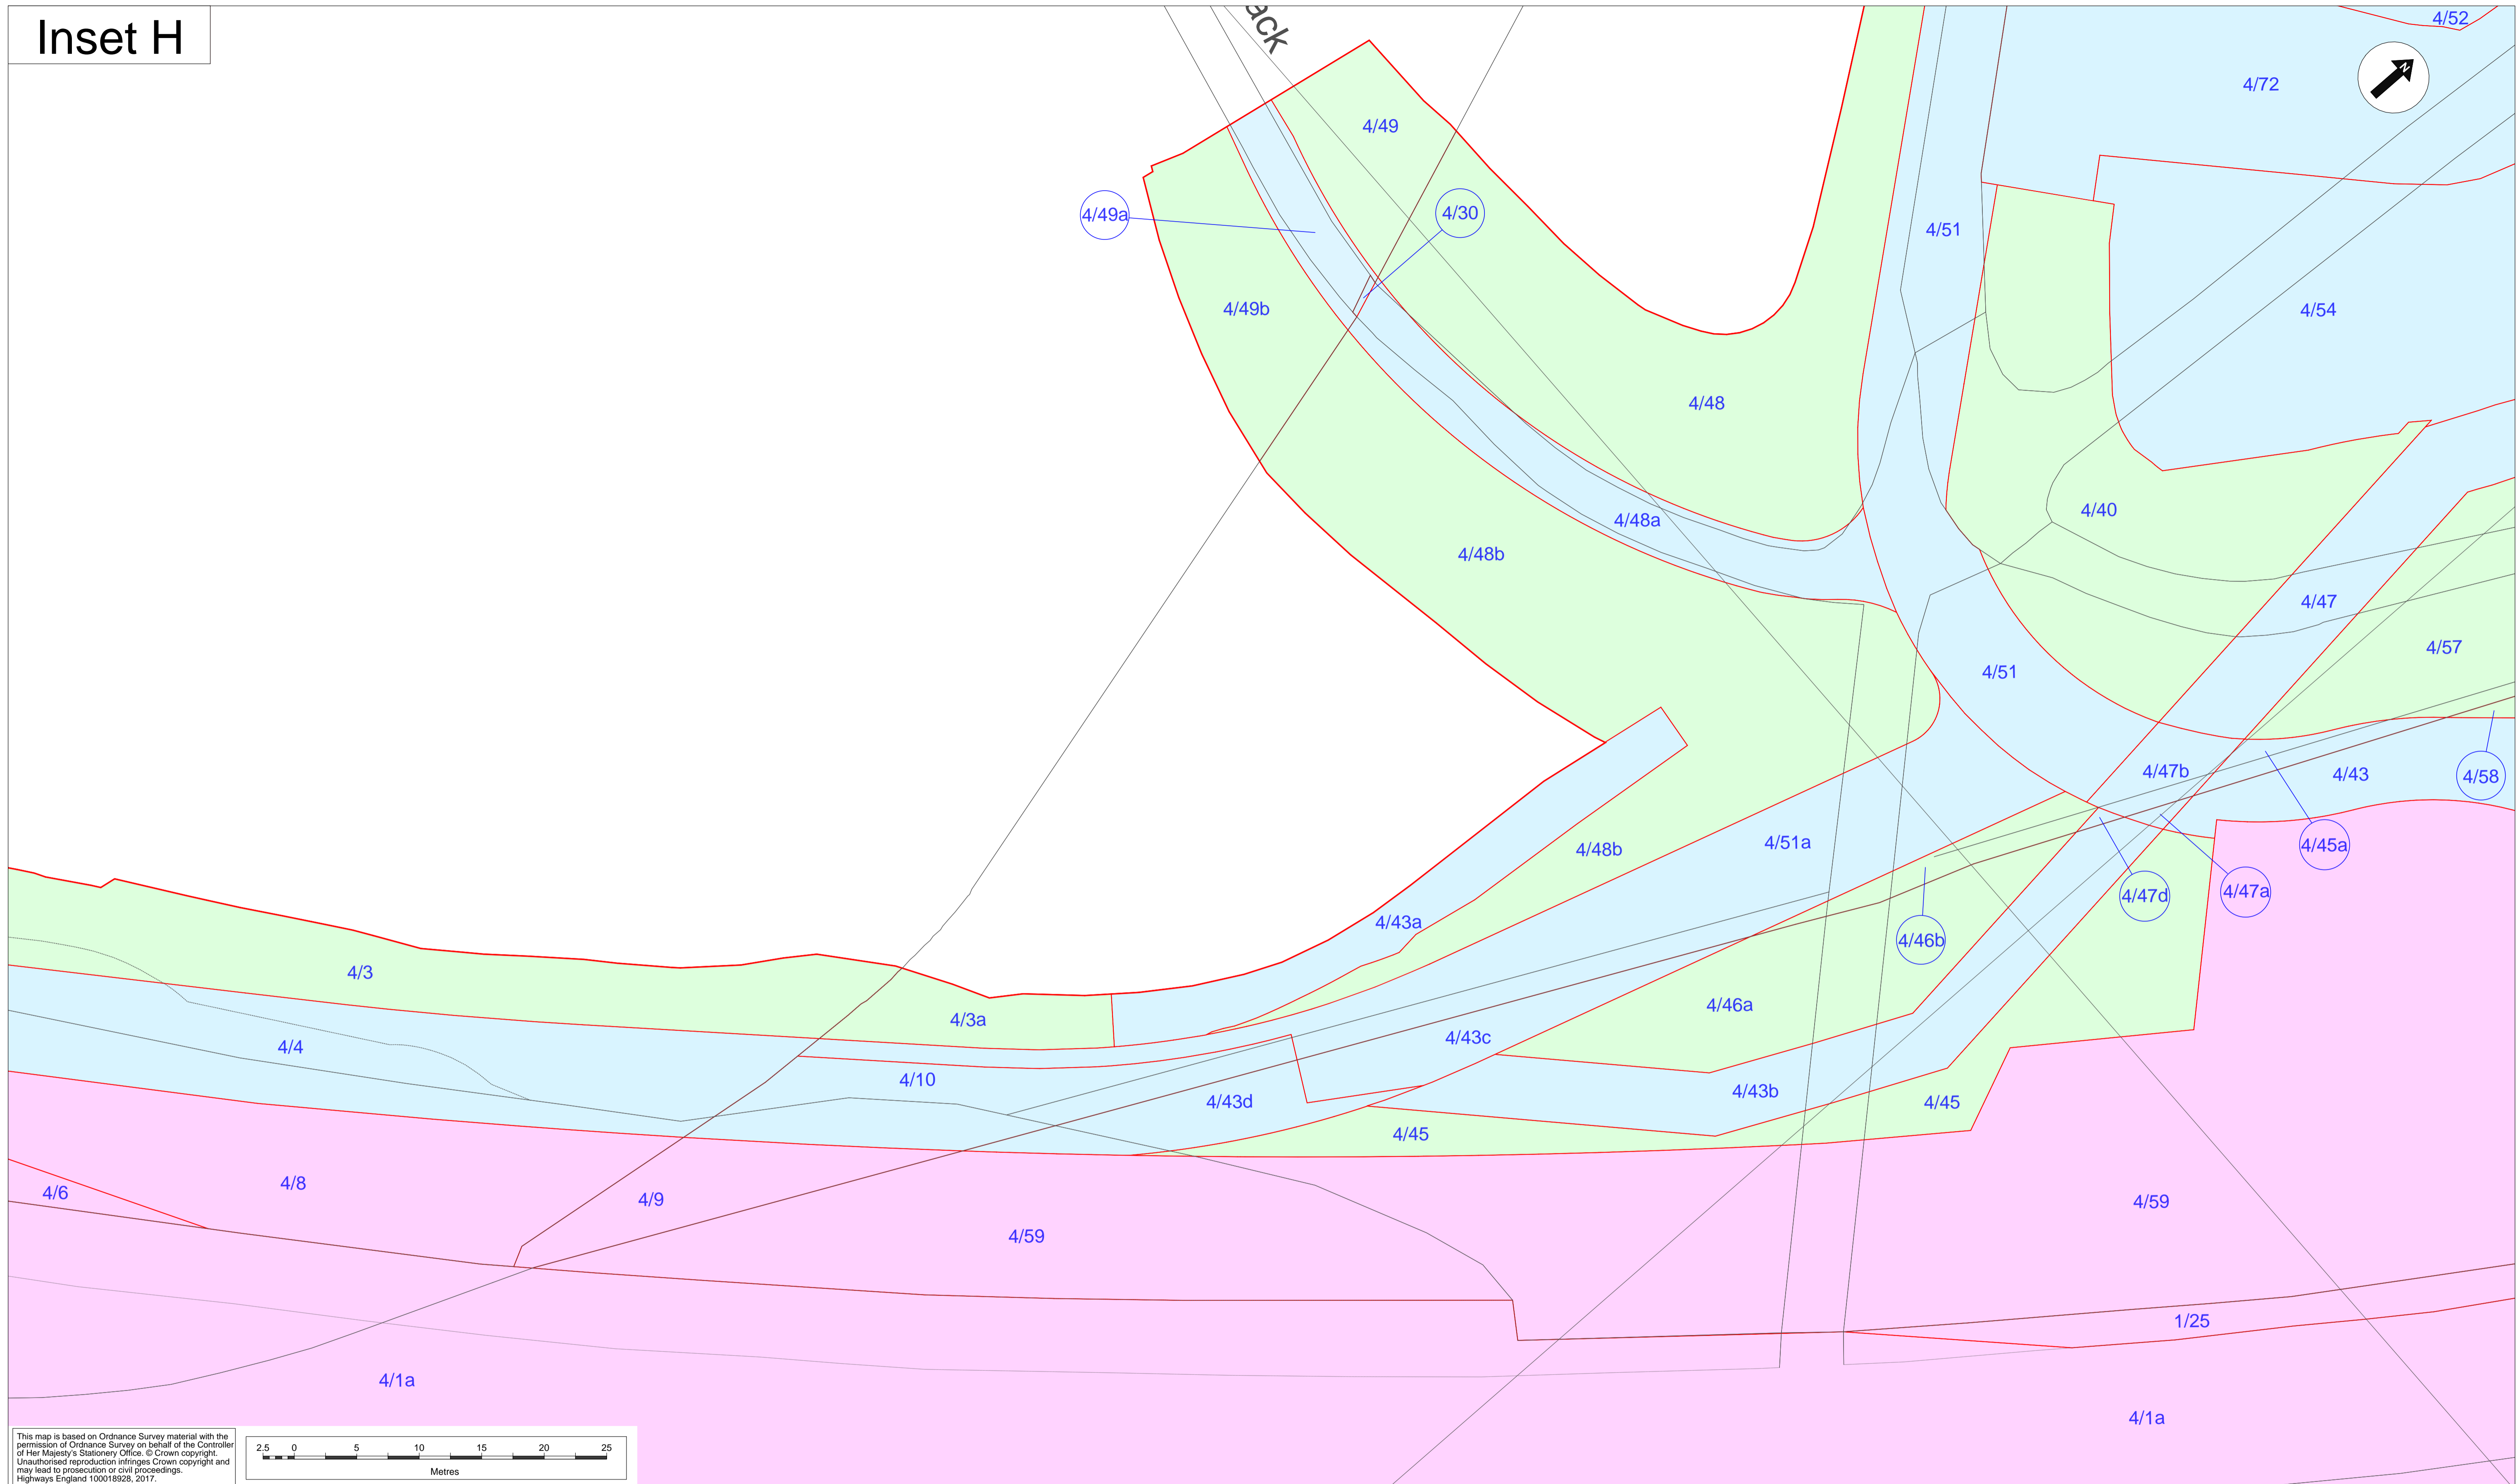 Inset H
ack
4/52
4/72
N
4/49
4/49a
4/30
4/51
4/49b
4/54
4/48
4/48a
4/40
4/48b
4/47
4/57
4/51
4/47b
4/43
4/58
4/45a
4/51a
4/48b
4/47d
4/47a
4/43a
4/46b
4/3
4/46a
4/3a
4/43c
4/4
4/10
4/43b
4/43d
4/45
4/45
4/8
4/6
4/9
4/59
4/59
1/25
4/1a
4/1a
This map is based on Ordnance Survey material with the
permission of Ordnance Survey on behalf of the Controller
of Her Majesty's Stationery Office. © Crown copyright.
Unauthorised reproduction infringes Crown copyright and
may lead to prosecution or civil proceedings.
Highways England 100018928, 2017.
2.5 0 5 10 15 20 25
Metres